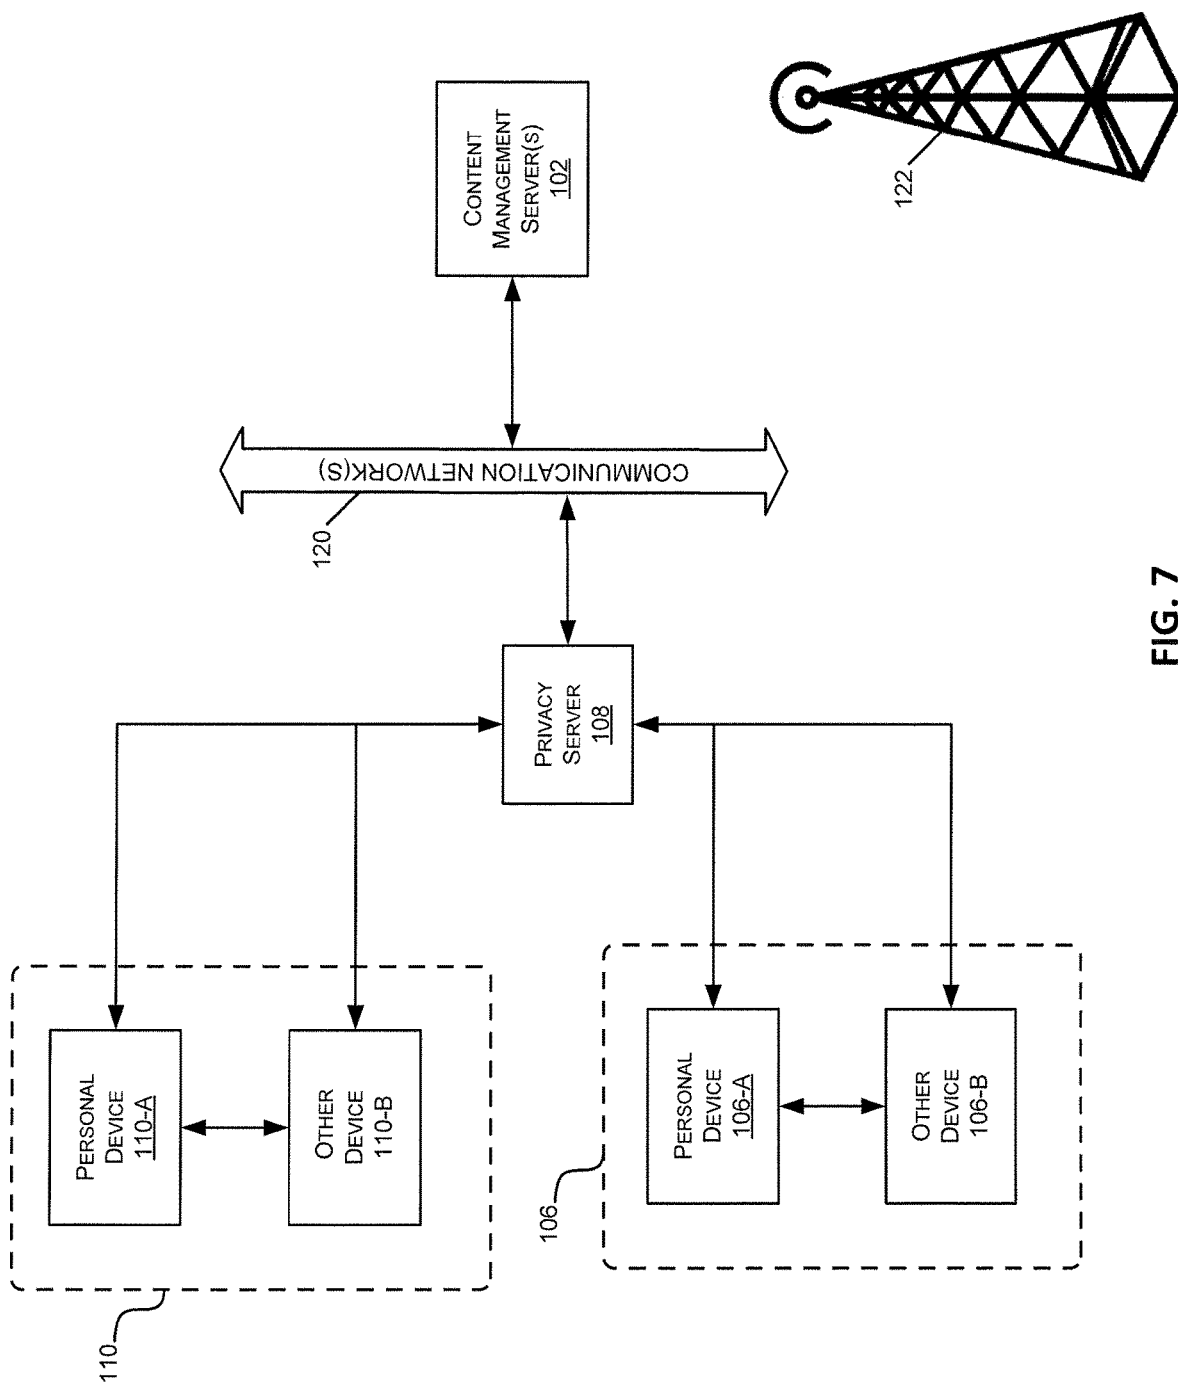 110
PERSONAL
DEVICE
110-A
OTHER
DEVICE
110-B
106
PERSONAL
DEVICE
106-A
OTHER
DEVICE
106-B
PRIVACY
SERVER
108
120
COMMUNICATION NETWORK(S)
CONTENT
MANAGEMENT
SERVER(S)
102
122
FIG. 7